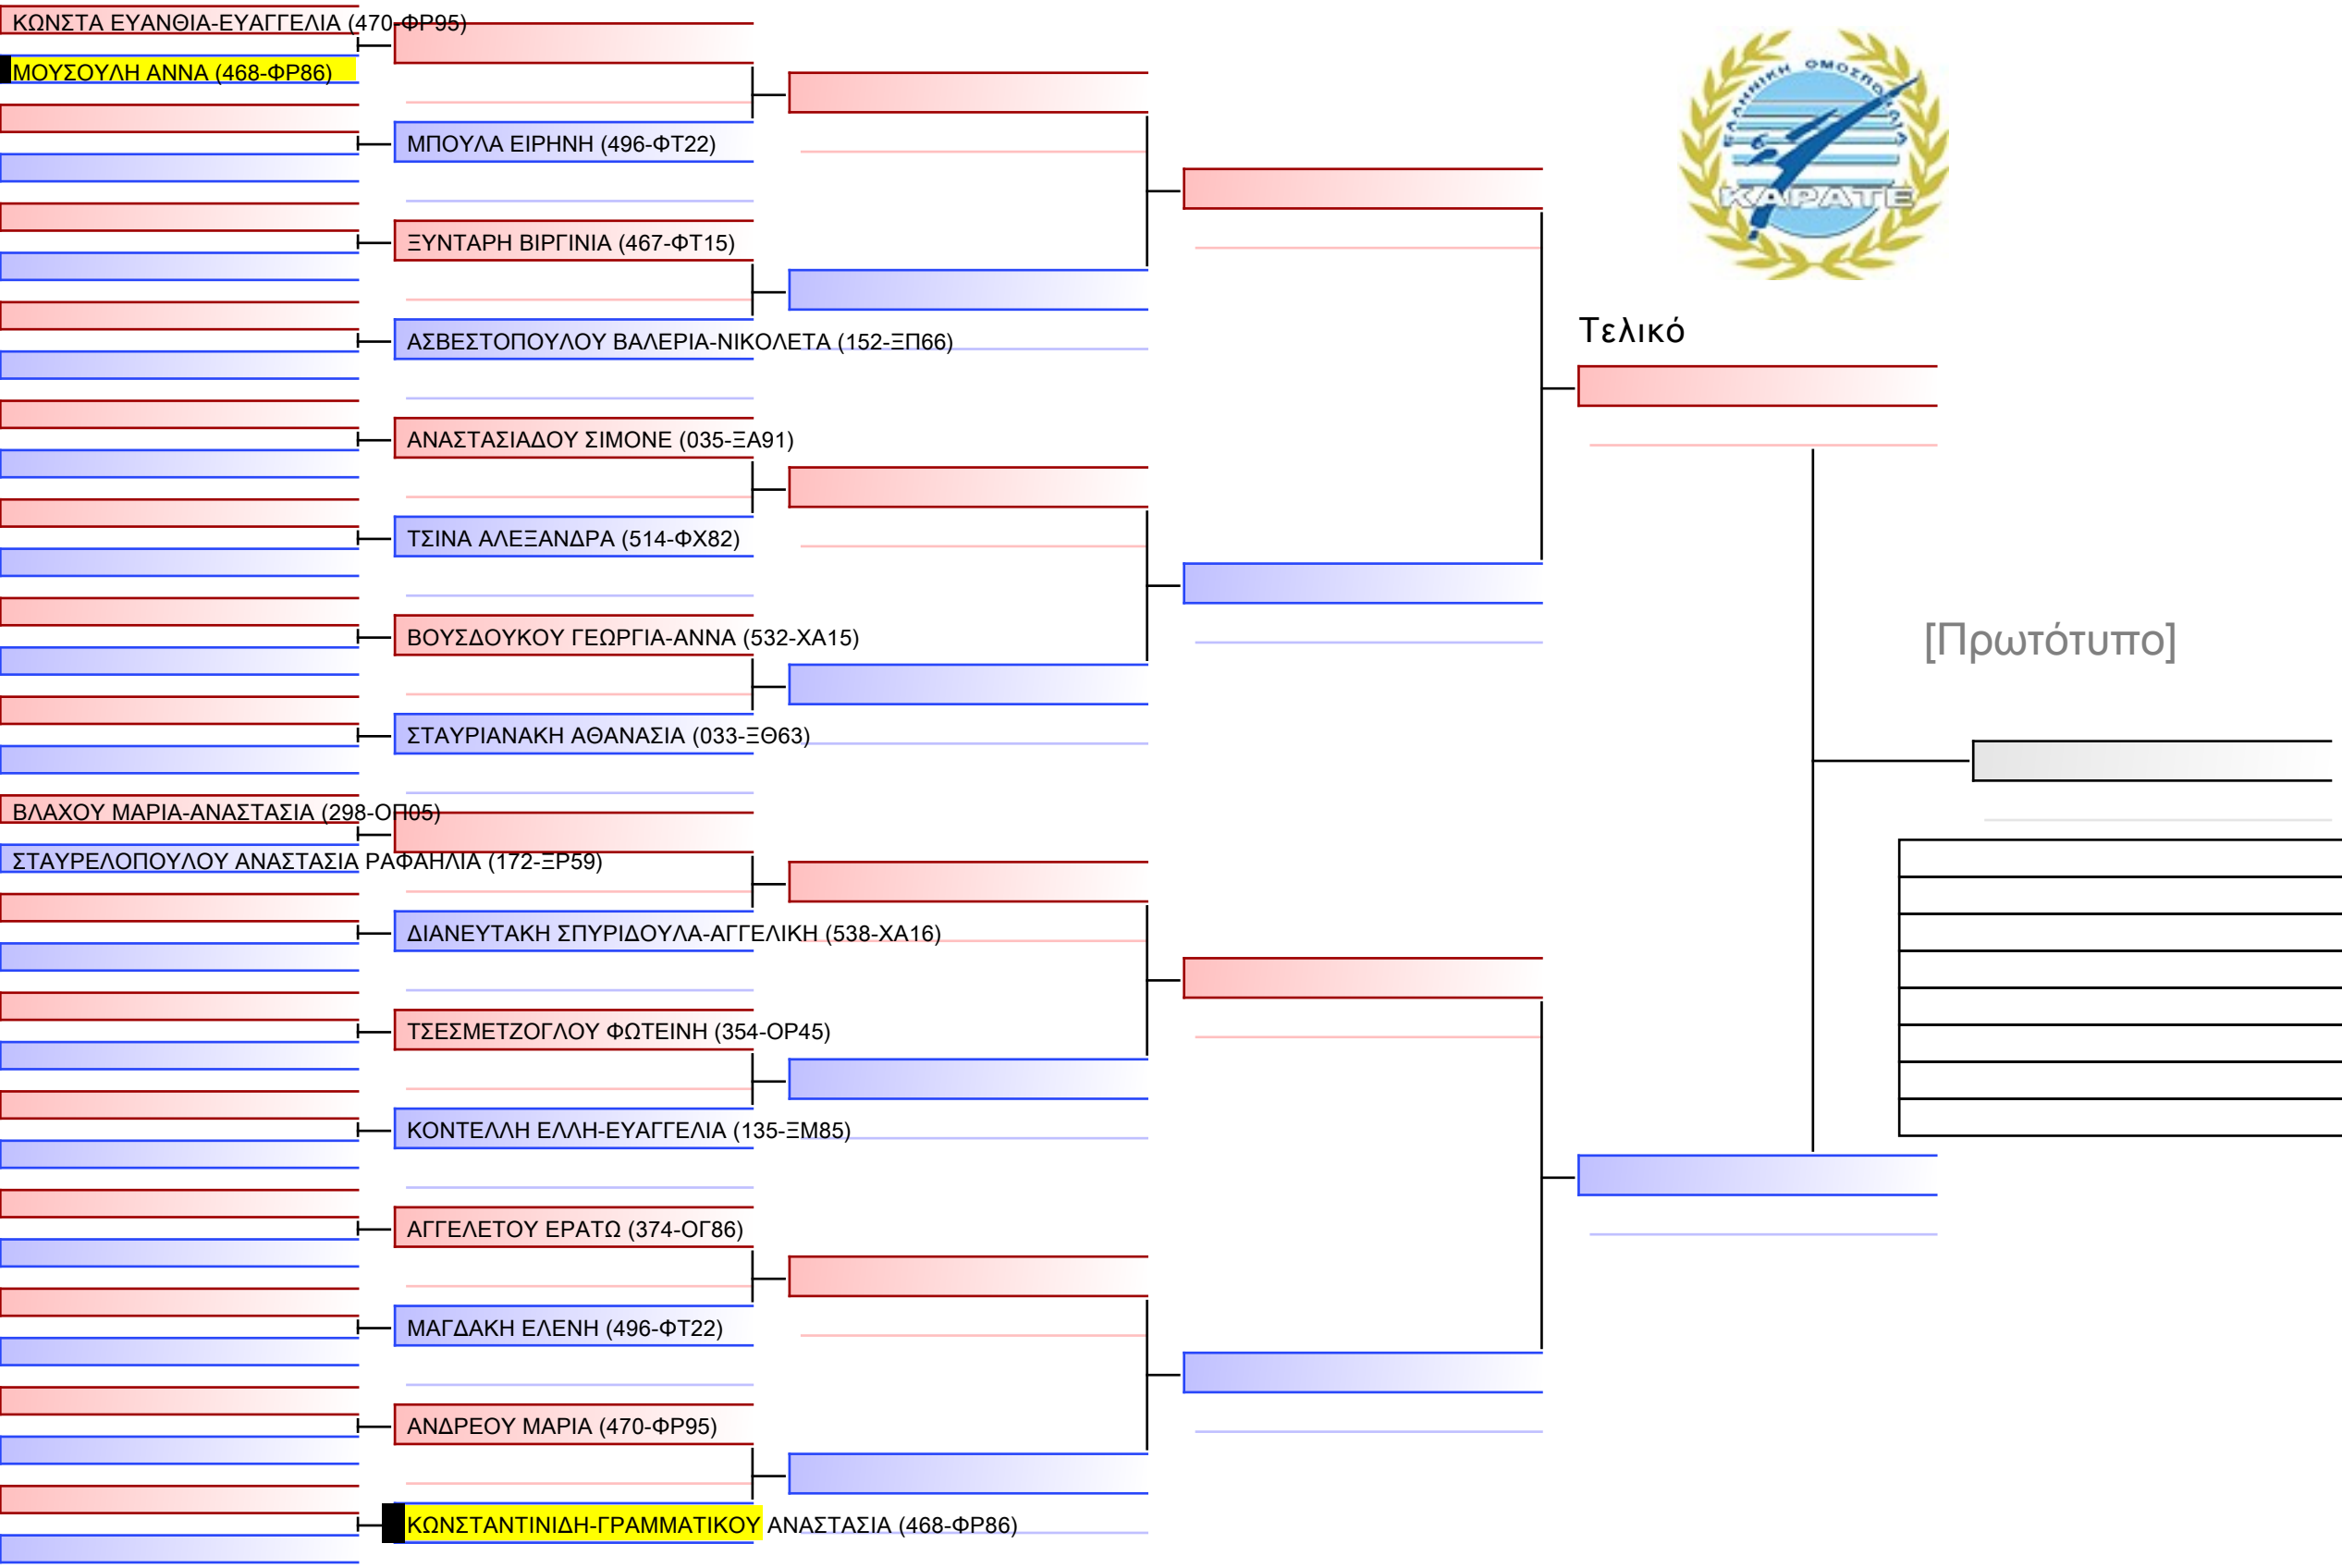 ΚΩΝΣΤΑ ΕΥΑΝΘΙΑ-ΕΥΑΓΓΕΛΙΑ (470-ΦΡ95)
ΜΟΥΣΟΥΛΗ ΑΝΝΑ (468-ΦΡ86)
ΜΠΟΥΛΑ ΕΙΡΗΝΗ (496-ΦΤ22)
ΞΥΝΤΑΡΗ ΒΙΡΓΙΝΙΑ (467-ΦΤ15)
ΑΣΒΕΣΤΟΠΟΥΛΟΥ ΒΑΛΕΡΙΑ-ΝΙΚΟΛΕΤΑ (152-ΞΠ66)
ΑΝΑΣΤΑΣΙΑΔΟΥ ΣΙΜΟΝΕ (035-ΞΑ91)
ΤΣΙΝΑ ΑΛΕΞΑΝΔΡΑ (514-ΦΧ82)
ΒΟΥΣΔΟΥΚΟΥ ΓΕΩΡΓΙΑ-ΑΝΝΑ (532-ΧΑ15)
ΣΤΑΥΡΙΑΝΑΚΗ ΑΘΑΝΑΣΙΑ (033-ΞΘ63)
ΒΛΑΧΟΥ ΜΑΡΙΑ-ΑΝΑΣΤΑΣΙΑ (298-ΟΠ05)
ΣΤΑΥΡΕΛΟΠΟΥΛΟΥ ΑΝΑΣΤΑΣΙΑ ΡΑΦΑΗΛΙΑ (172-ΞΡ59)
ΔΙΑΝΕΥΤΑΚΗ ΣΠΥΡΙΔΟΥΛΑ-ΑΓΓΕΛΙΚΗ (538-ΧΑ16)
ΤΣΕΣΜΕΤΖΟΓΛΟΥ ΦΩΤΕΙΝΗ (354-ΟΡ45)
ΚΟΝΤΕΛΛΗ ΕΛΛΗ-ΕΥΑΓΓΕΛΙΑ (135-ΞΜ85)
ΑΓΓΕΛΕΤΟΥ ΕΡΑΤΩ (374-ΟΓ86)
ΜΑΓΔΑΚΗ ΕΛΕΝΗ (496-ΦΤ22)
ΑΝΔΡΕΟΥ ΜΑΡΙΑ (470-ΦΡ95)
ΚΩΝΣΤΑΝΤΙΝΙΔΗ-ΓΡΑΜΜΑΤΙΚΟΥ ΑΝΑΣΤΑΣΙΑ (468-ΦΡ86)
ΕΛΛΗΝΙΚΗ ΟΜΟΣΠΟΝΔΙΑ
ΚΑΡΑΤΕ
Τελικό
[Πρωτότυπο]